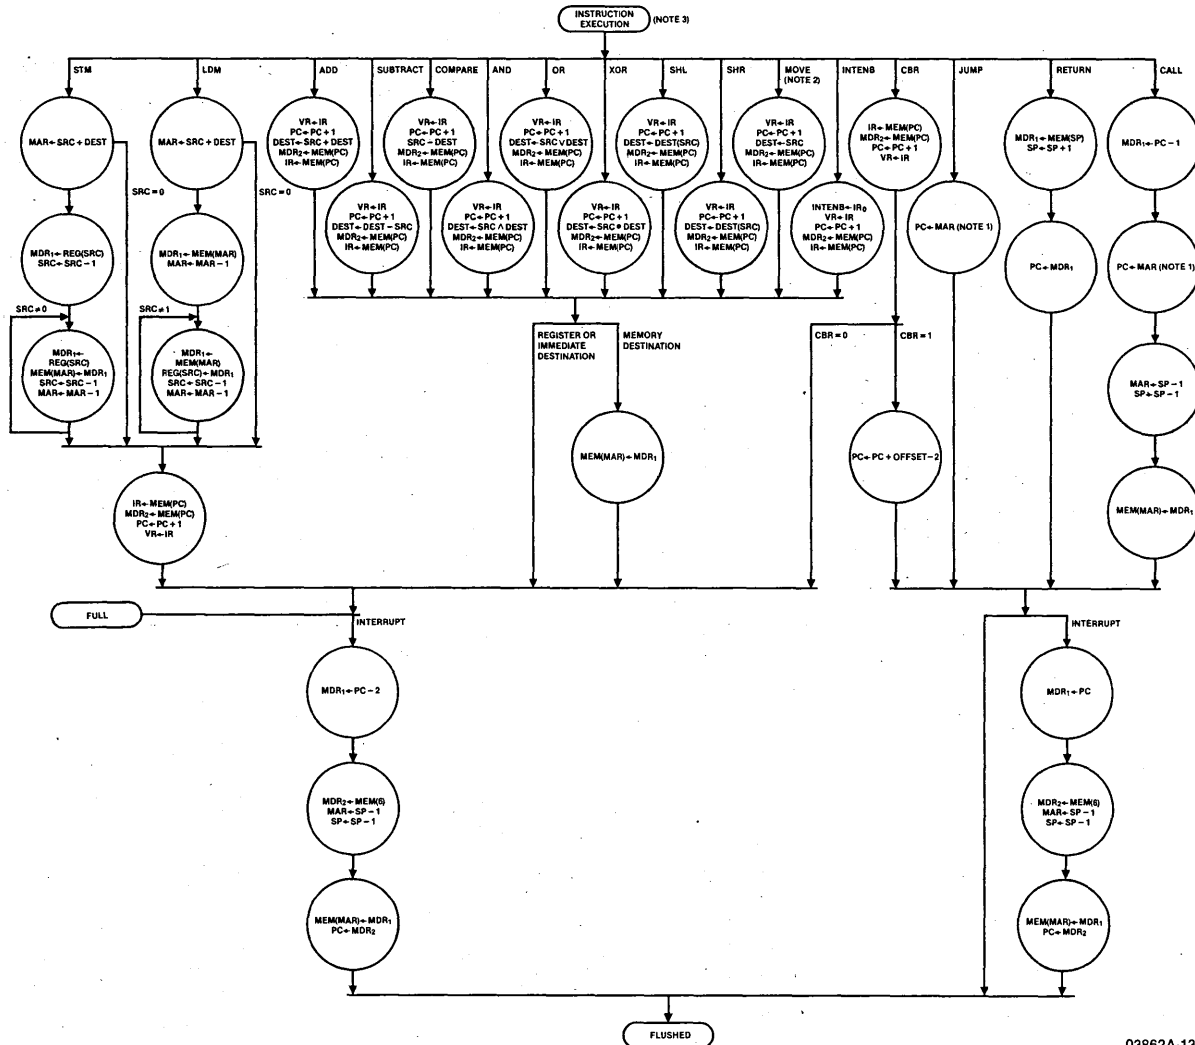 INSTRUCTION
EXECUTION
(NOTE 3)
STM
LDM
ADD
SUBTRACT
COMPARE
AND
OR
XOR
SHL
SHR
MOVE
(NOTE 2)
INTENB
CBR
JUMP
RETURN
CALL
MAR←SRC+DEST
MAR←SRC+DEST
VR←IR
PC←PC+1
DEST←SRC+DEST
MDR2←MEM(PC)
IR←MEM(PC)
VR←IR
PC←PC+1
SRC−DEST
MDR2←MEM(PC)
IR←MEM(PC)
VR←IR
PC←PC+1
DEST←SRC∨DEST
MDR2←MEM(PC)
IR←MEM(PC)
VR←IR
PC←PC+1
DEST←DEST(SRC)
MDR2←MEM(PC)
IR←MEM(PC)
VR←IR
PC←PC+1
DEST←SRC
MDR2←MEM(PC)
IR←MEM(PC)
IR←MEM(PC)
MDR2←MEM(PC)
PC←PC+1
VR←IR
MDR1←MEM(SP)
SP←SP+1
MDR1←PC−1
SRC=0
SRC=0
VR←IR
PC←PC+1
DEST←DEST−SRC
MDR2←MEM(PC)
IR←MEM(PC)
VR←IR
PC←PC+1
DEST←SRC∧DEST
MDR2←MEM(PC)
IR←MEM(PC)
VR←IR
PC←PC+1
DEST←SRC•DEST
MDR2←MEM(PC)
IR←MEM(PC)
VR←IR
PC←PC+1
DEST←DEST(SRC)
MDR2←MEM(PC)
IR←MEM(PC)
INTENB←IR0
VR←IR
PC←PC+1
MDR2←MEM(PC)
IR←MEM(PC)
PC←MAR (NOTE 1)
MDR1←REG(SRC)
SRC←SRC−1
MDR1←MEM(MAR)
MAR←MAR−1
PC←MDR1
PC←MAR (NOTE 1)
SRC≠0
SRC≠1
MDR1←
REG(SRC)
MEM(MAR)←MDR1
SRC←SRC−1
MAR←MAR−1
MDR1←
MEM(MAR)
REG(SRC)←MDR1
SRC←SRC−1
MAR←MAR−1
REGISTER OR
IMMEDIATE
DESTINATION
MEMORY
DESTINATION
CBR=0
CBR=1
MAR←SP−1
SP←SP−1
MEM(MAR)←MDR1
PC←PC+OFFSET−2
MEM(MAR)←MDR1
IR←MEM(PC)
MDR2←MEM(PC)
PC←PC+1
VR←IR
FULL
INTERRUPT
INTERRUPT
MDR1←PC−2
MDR1←PC
MDR2←MEM(6)
MAR←SP−1
SP←SP−1
MDR2←MEM(6)
MAR←SP−1
SP←SP−1
MEM(MAR)←MDR1
PC←MDR2
MEM(MAR)←MDR1
PC←MDR2
FLUSHED
03862A-13